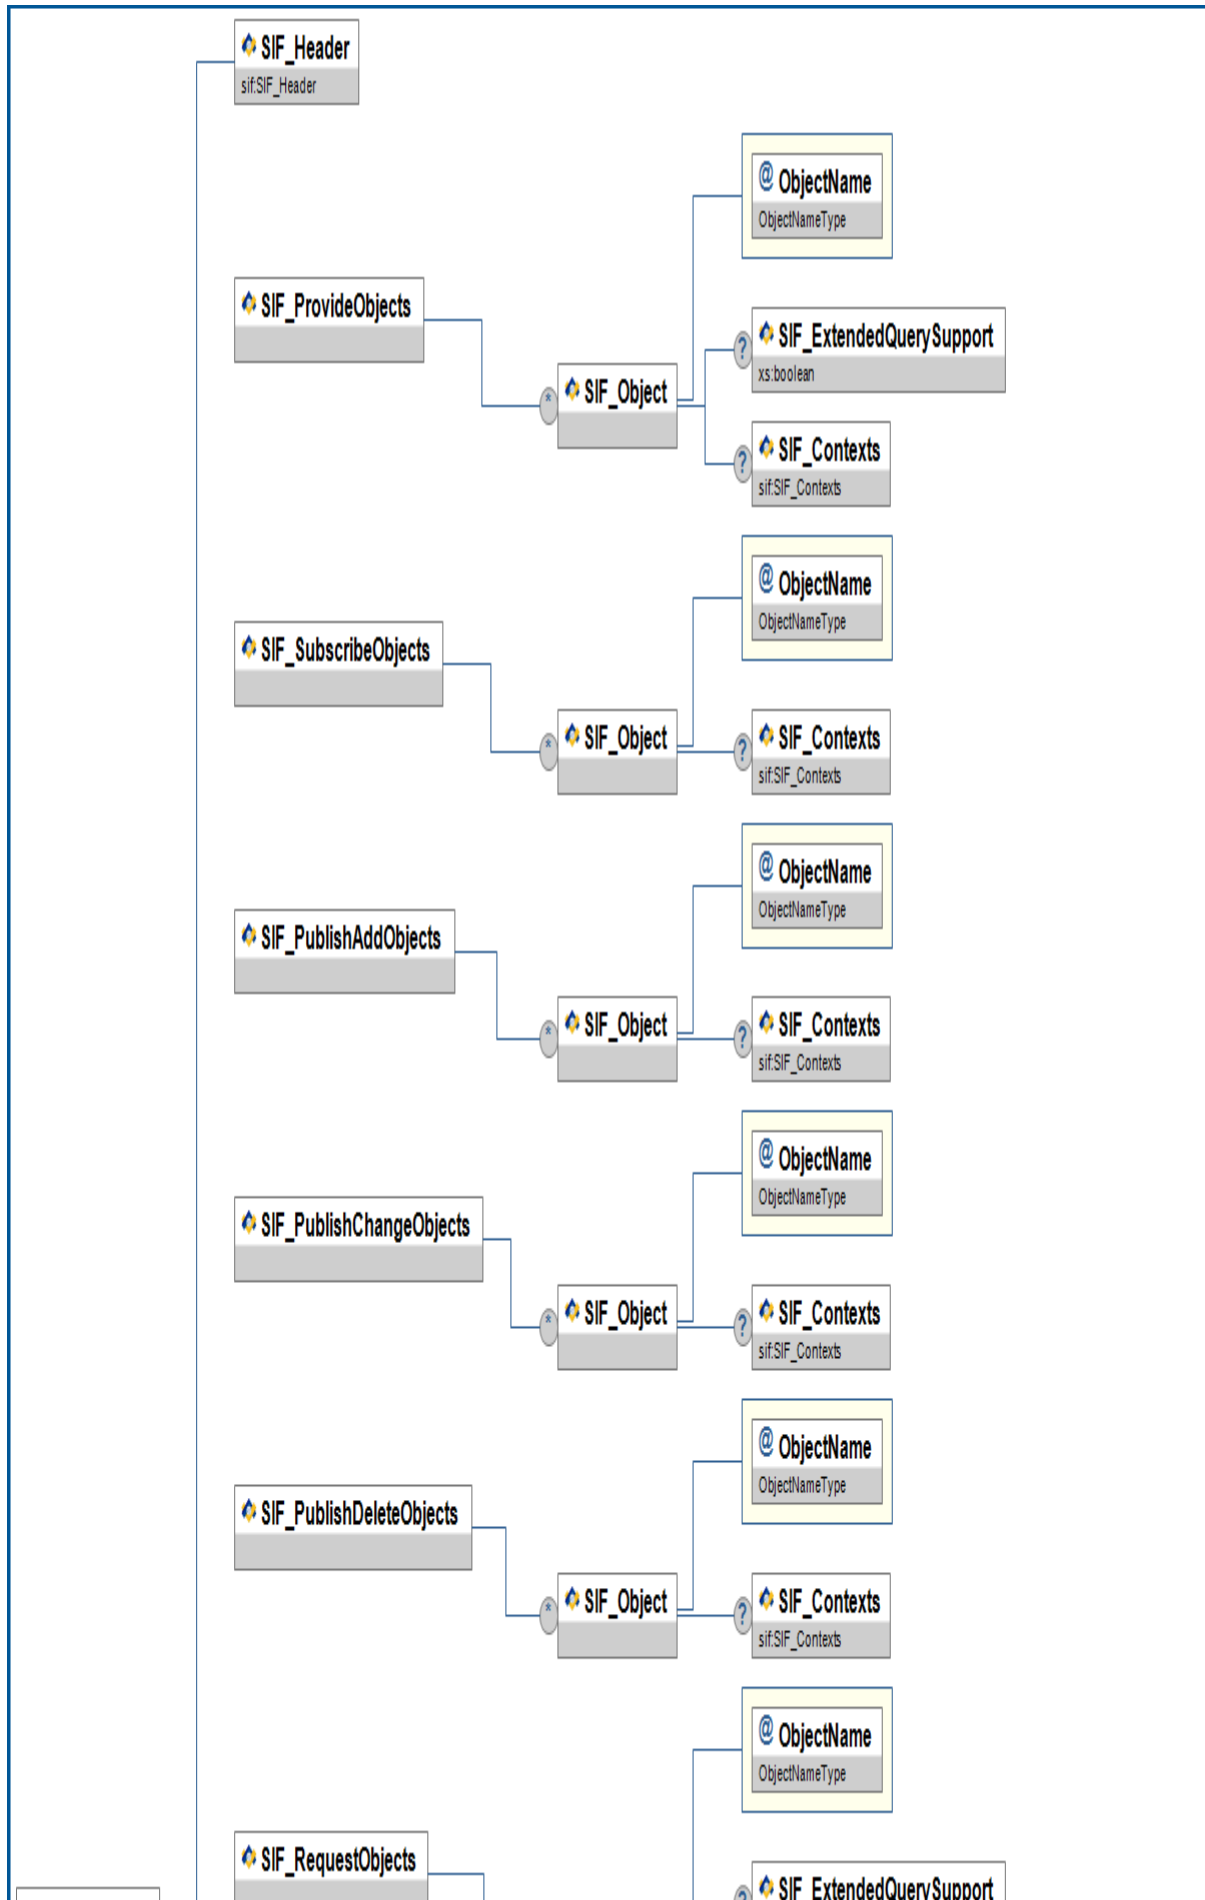 SIF_Header
sif:SIF_Header
@ ObjectName
ObjectNameType
SIF_ProvideObjects
? SIF_ExtendedQuerySupport
xs:boolean
* SIF_Object
? SIF_Contexts
sif:SIF_Contexts
@ ObjectName
ObjectNameType
SIF_SubscribeObjects
* SIF_Object
? SIF_Contexts
sif:SIF_Contexts
@ ObjectName
ObjectNameType
SIF_PublishAddObjects
* SIF_Object
? SIF_Contexts
sif:SIF_Contexts
@ ObjectName
ObjectNameType
SIF_PublishChangeObjects
* SIF_Object
? SIF_Contexts
sif:SIF_Contexts
@ ObjectName
ObjectNameType
SIF_PublishDeleteObjects
* SIF_Object
? SIF_Contexts
sif:SIF_Contexts
@ ObjectName
ObjectNameType
SIF_RequestObjects
? SIF_ExtendedQuerySupport